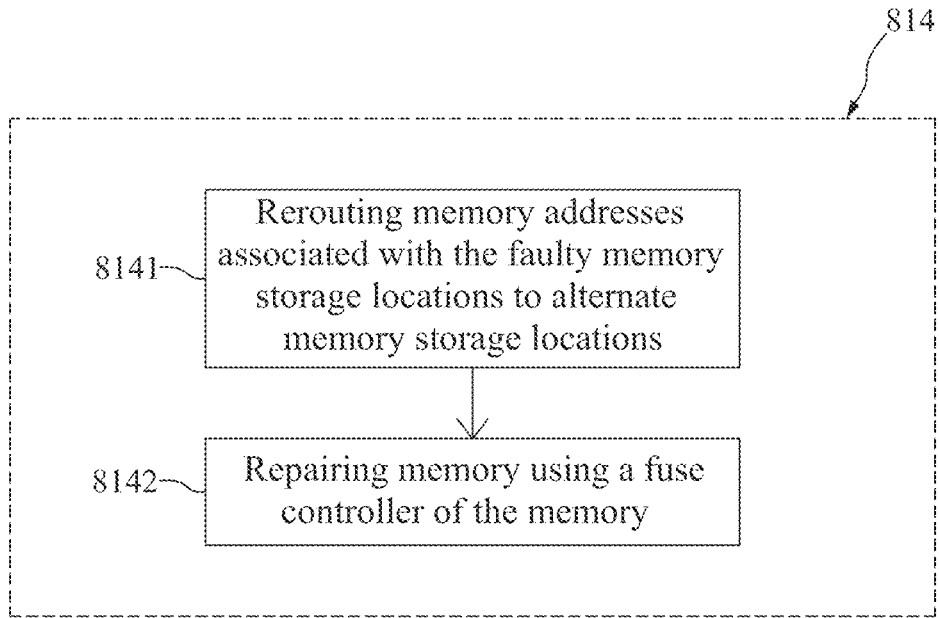 814
Rerouting memory addresses
associated with the faulty memory
8141
storage locations to alternate
memory storage locations
Repairing memory using a fuse
8142
controller of the memory